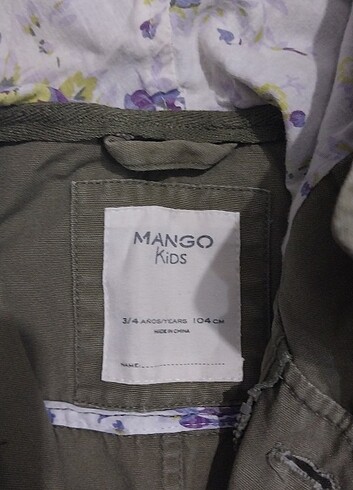 MANGO
KIDS
3/4 AÑOS/YEARS 104 CM
MADE IN CHINA
NAME: